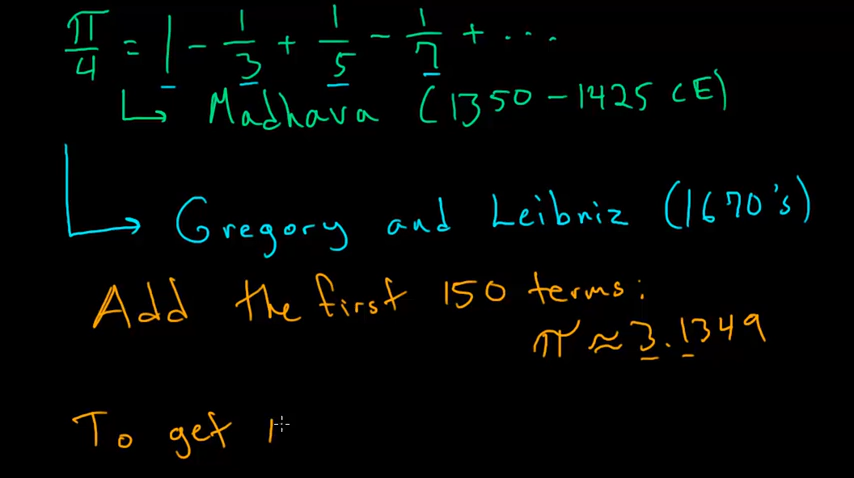 π/4 = 1 - 1/3 + 1/5 - 1/7 + ...
Madhava (1350 - 1425 CE)
Gregory and Leibniz (1670's)
Add the first 150 terms:
π ≈ 3.1349
To get